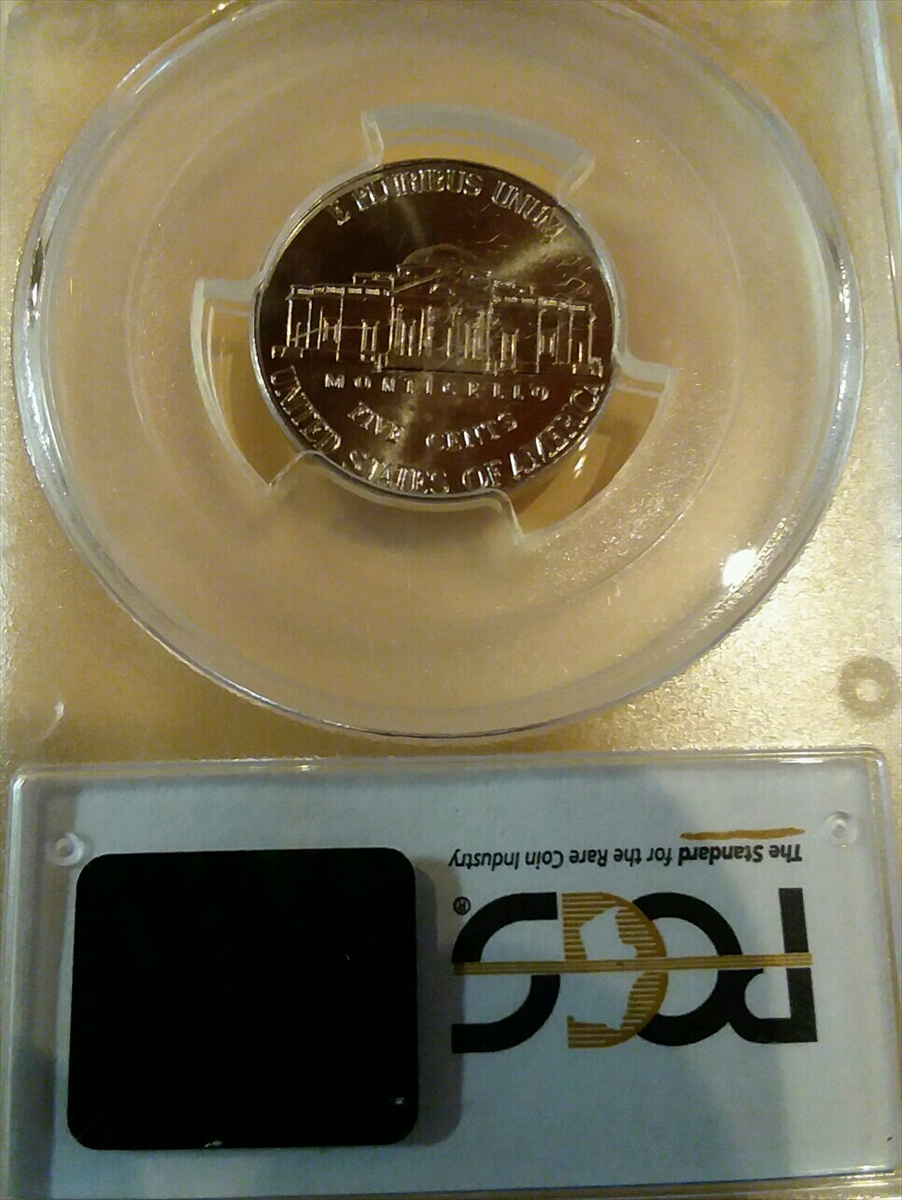 E PLURIBUS UNUM
MONTICELLO
FIVE CENTS
UNITED STATES OF AMERICA
PCGS®
The Standard for the Rare Coin Industry